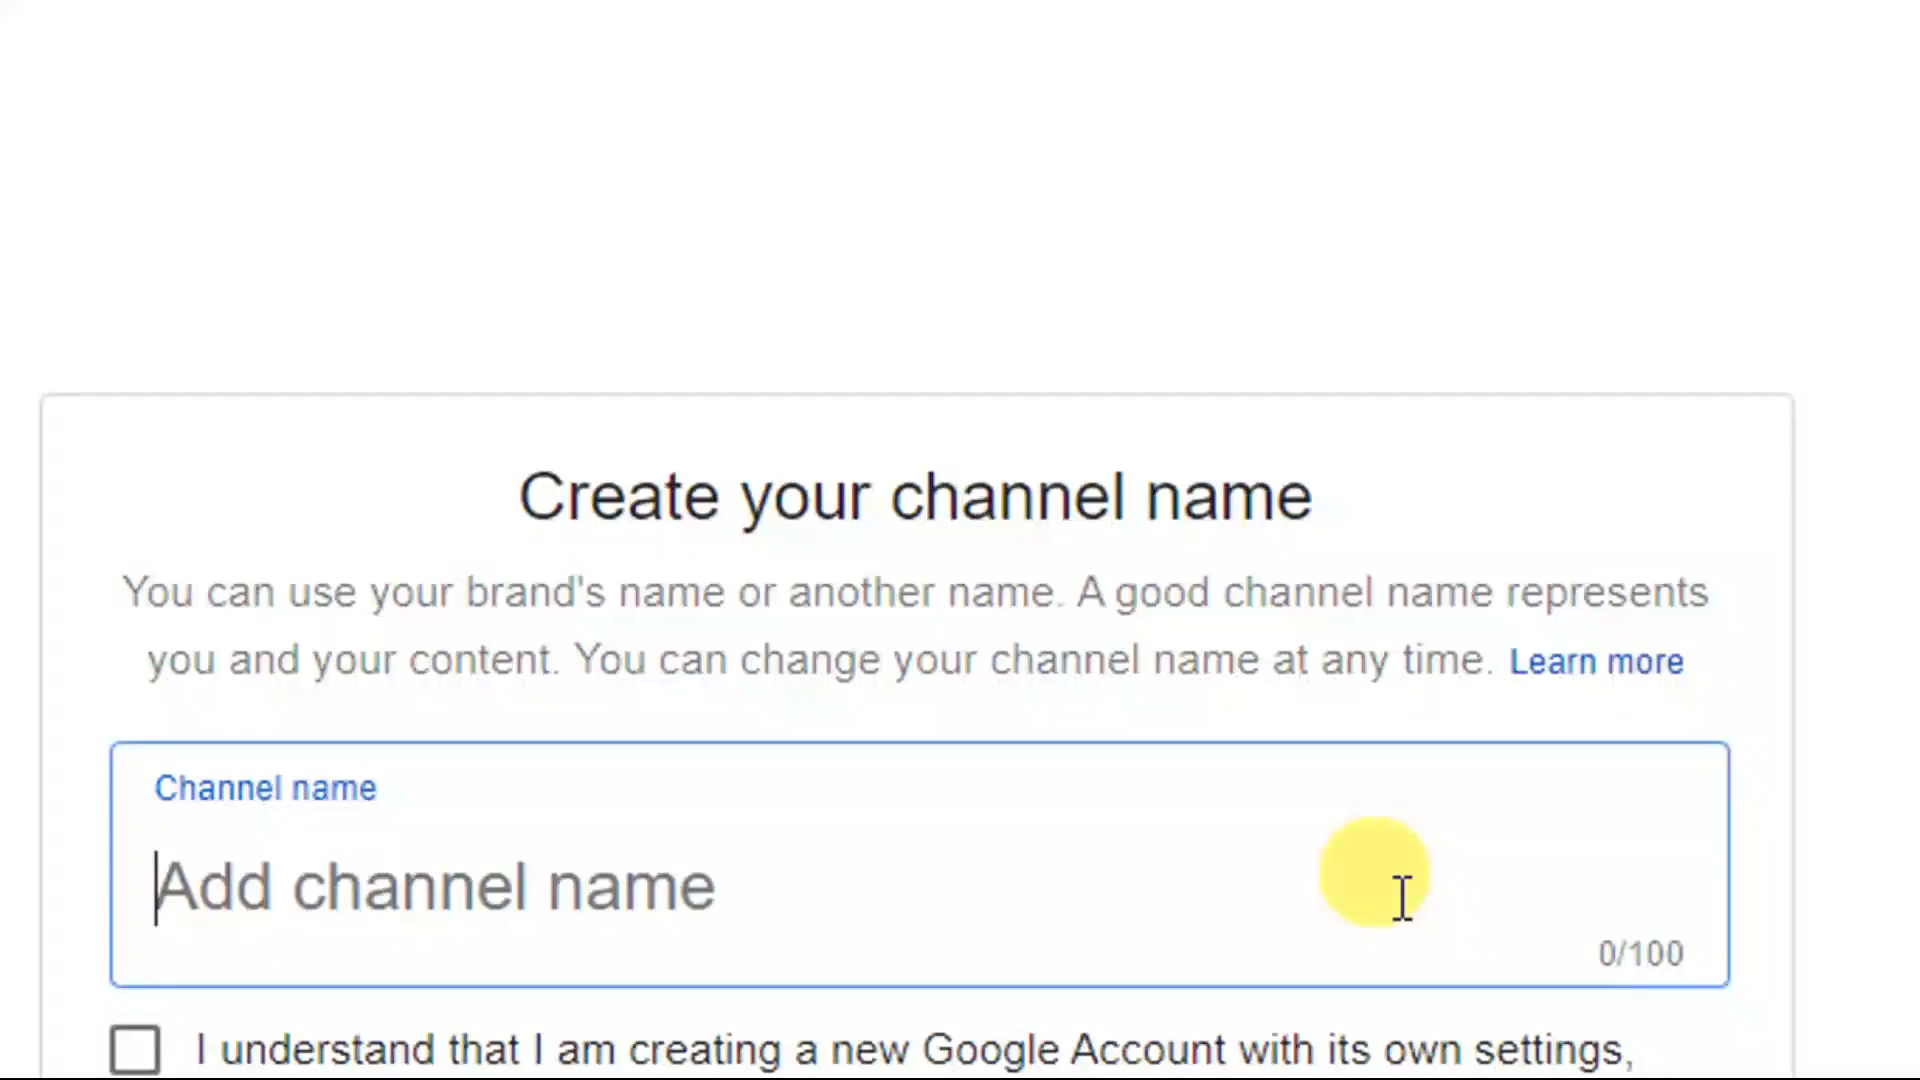 Create your channel name
You can use your brand's name or another name. A good channel name represents
you and your content. You can change your channel name at any time. Learn more
Channel name
Add channel name
0/100
I understand that I am creating a new Google Account with its own settings,